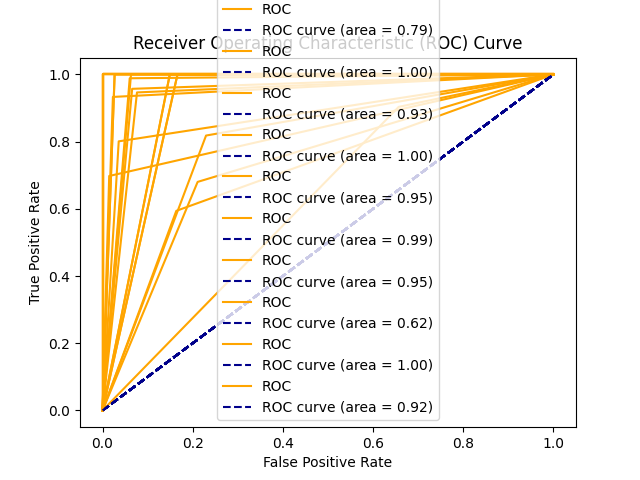 ROC
ROC curve (area = 0.79)
Receiver Operating Characteristic (ROC) Curve
ROC
ROC curve (area = 1.00)
ROC
ROC curve (area = 0.93)
ROC
ROC curve (area = 1.00)
ROC
ROC curve (area = 0.95)
ROC
ROC curve (area = 0.99)
ROC
ROC curve (area = 0.95)
ROC
ROC curve (area = 0.62)
ROC
ROC curve (area = 1.00)
ROC
ROC curve (area = 0.92)
True Positive Rate
1.0
0.8
0.6
0.4
0.2
0.0
0.0 0.2 0.4 0.6 0.8 1.0
False Positive Rate